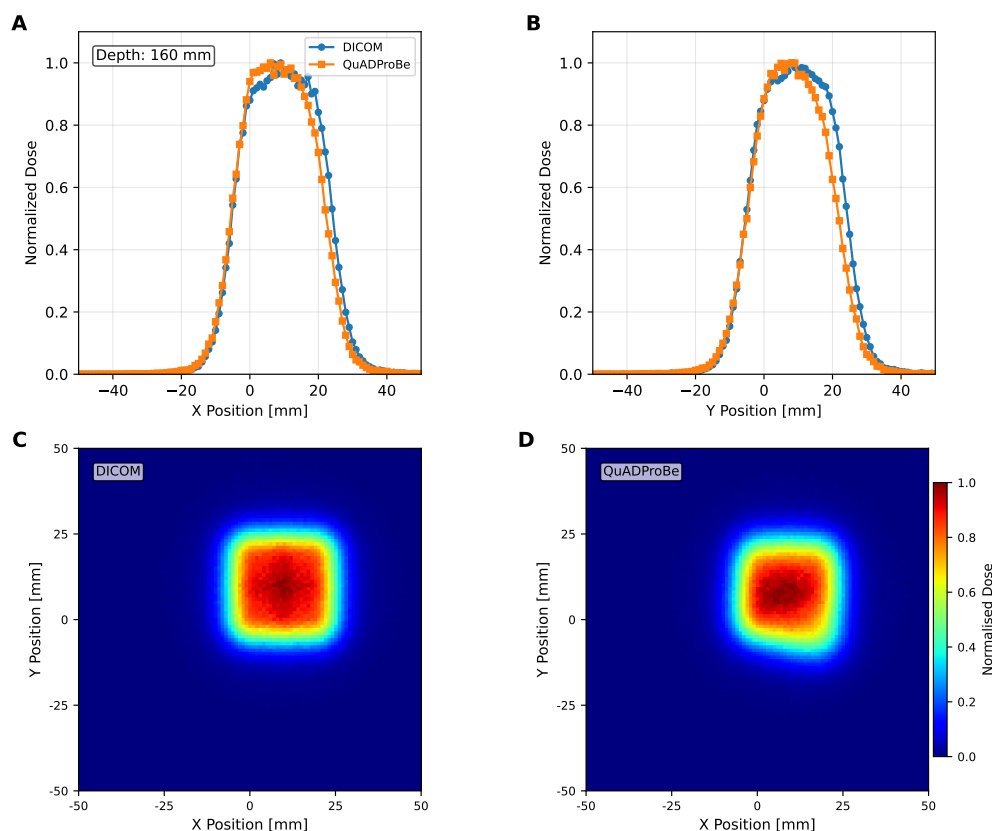 A
B
Depth: 160 mm
DICOM
QuADProBe
1.0
0.8
0.6
0.4
0.2
0.0
Normalized Dose
−40
−20
0
20
40
X Position [mm]
1.0
0.8
0.6
0.4
0.2
0.0
Normalized Dose
−40
−20
0
20
40
Y Position [mm]
C
D
DICOM
50
25
0
-25
-50
Y Position [mm]
-50
-25
0
25
50
X Position [mm]
QuADProBe
50
25
0
-25
-50
Y Position [mm]
-50
-25
0
25
50
X Position [mm]
1.0
0.8
0.6
0.4
0.2
0.0
Normalised Dose